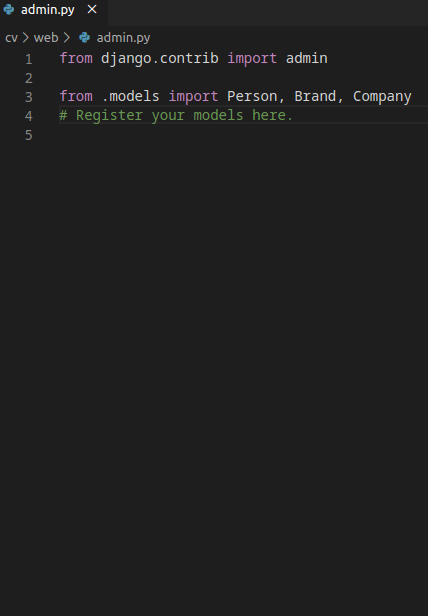 admin.py
cv > web > admin.py
1 from django.contrib import admin
2
3 from .models import Person, Brand, Company
4 # Register your models here.
5